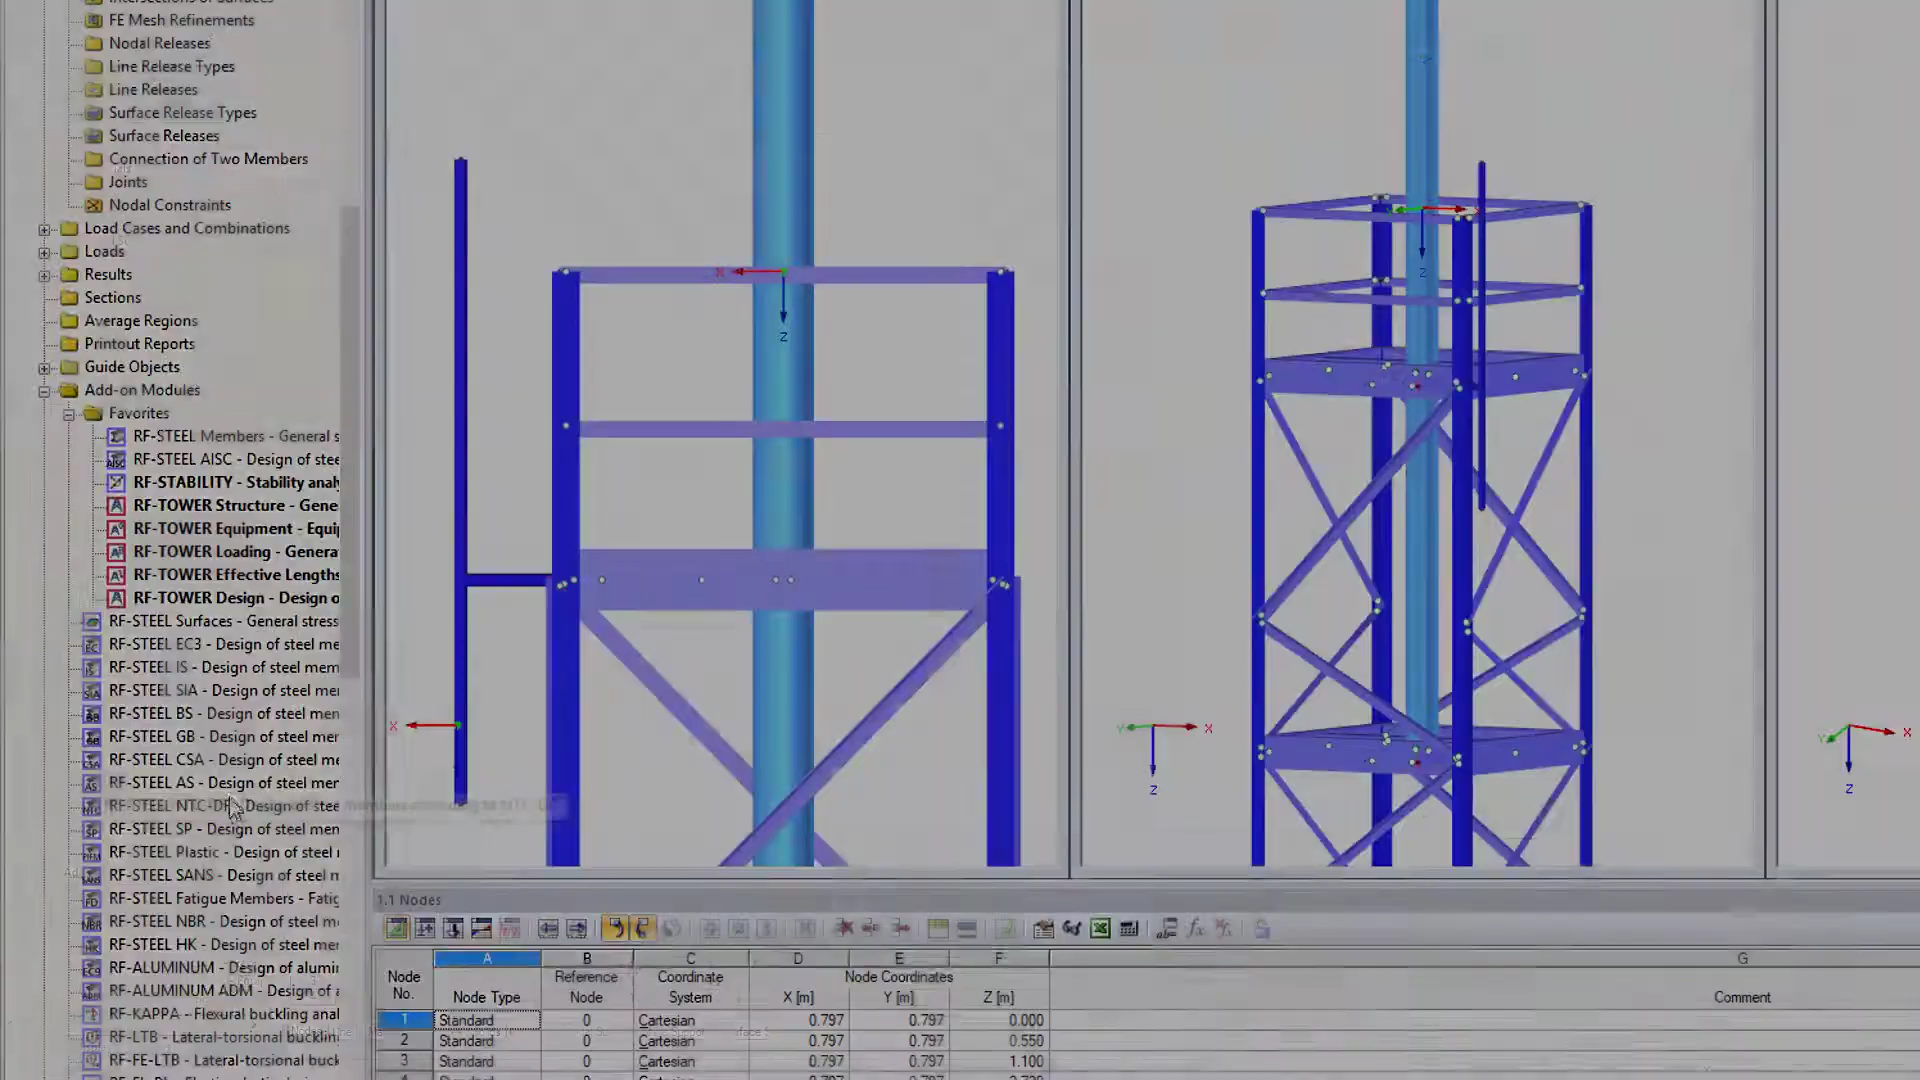 Intersections of Surfaces
FE Mesh Refinements
Nodal Releases
Line Release Types
Line Releases
Surface Release Types
Surface Releases
Connection of Two Members
Joints
Nodal Constraints
Load Cases and Combinations
Loads
Results
Sections
Average Regions
Printout Reports
Guide Objects
Add-on Modules
Favorites
RF-STEEL Members - General s
RF-STEEL AISC - Design of stee
RF-STABILITY - Stability analy
RF-TOWER Structure - Gene
RF-TOWER Equipment - Equi
RF-TOWER Loading - Genera
RF-TOWER Effective Lengths
RF-TOWER Design - Design o
RF-STEEL Surfaces - General stress
RF-STEEL EC3 - Design of steel me
RF-STEEL IS - Design of steel mem
RF-STEEL SIA - Design of steel mer
RF-STEEL BS - Design of steel men
RF-STEEL GB - Design of steel mem
RF-STEEL CSA - Design of steel me
RF-STEEL AS - Design of steel mer
RF-STEEL NTC-DF - Design of stee
RF-STEEL SP - Design of steel men
RF-STEEL Plastic - Design of steel
RF-STEEL SANS - Design of steel m
RF-STEEL Fatigue Members - Fatig
RF-STEEL NBR - Design of steel m
RF-STEEL HK - Design of steel mer
RF-ALUMINUM - Design of alumin
RF-ALUMINUM ADM - Design of a
RF-KAPPA - Flexural buckling anal
RF-LTB - Lateral-torsional buckling
RF-FE-LTB - Lateral-torsional buckl
X
Z
X
Z
Y
X
Z
Y
X
Z
1.1 Nodes
A B C D E F G
Node No. Node Type Reference Node Coordinate System Node Coordinates X [m] Y [m] Z [m] Comment
1 Standard 0 Cartesian 0.797 0.797 0.000
2 Standard 0 Cartesian 0.797 0.797 0.550
3 Standard 0 Cartesian 0.797 0.797 1.100